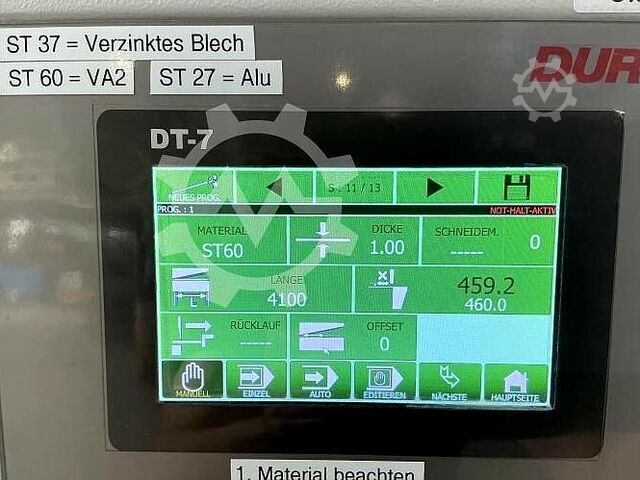 ST 37 = Verzinktes Blech
ST 60 = VA2
ST 27 = Alu
DUR
DT-7
NEUES PROG.
S : 11 / 13
PROG. : 1
NOT-HALT-AKTIV
MATERIAL
ST60
DICKE
1.00
SCHNEIDEM.
-----
0
LÄNGE
4100
459.2
460.0
RÜCKLAUF
-----
OFFSET
0
MANUELL
EINZEL
AUTO
EDITIEREN
NÄCHSTE
HAUPTSEITE
1. Material beachten